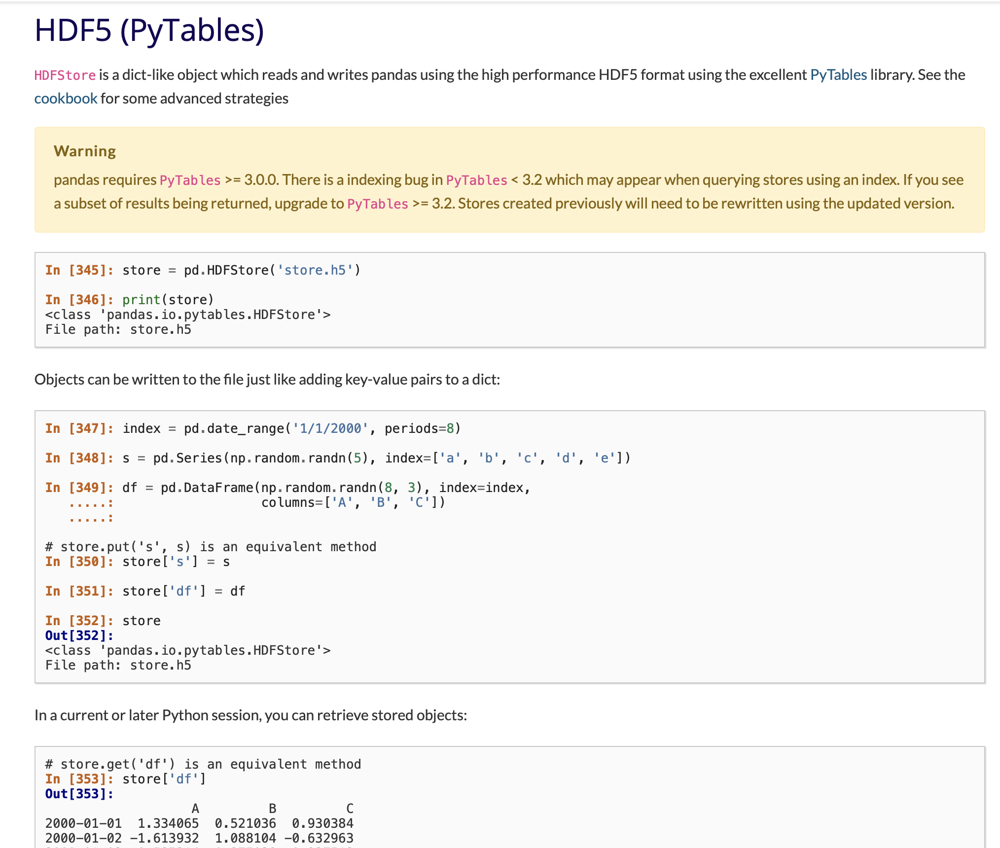 HDF5 (PyTables)
HDFStore is a dict-like object which reads and writes pandas using the high performance HDF5 format using the excellent PyTables library. See the
cookbook for some advanced strategies
Warning
pandas requires PyTables >= 3.0.0. There is a indexing bug in PyTables < 3.2 which may appear when querying stores using an index. If you see
a subset of results being returned, upgrade to PyTables >= 3.2. Stores created previously will need to be rewritten using the updated version.
In [345]: store = pd.HDFStore('store.h5')
In [346]: print(store)
<class 'pandas.io.pytables.HDFStore'>
File path: store.h5
Objects can be written to the file just like adding key-value pairs to a dict:
In [347]: index = pd.date_range('1/1/2000', periods=8)
In [348]: s = pd.Series(np.random.randn(5), index=['a', 'b', 'c', 'd', 'e'])
In [349]: df = pd.DataFrame(np.random.randn(8, 3), index=index,
.....: columns=['A', 'B', 'C'])
.....:
# store.put('s', s) is an equivalent method
In [350]: store['s'] = s
In [351]: store['df'] = df
In [352]: store
Out[352]:
<class 'pandas.io.pytables.HDFStore'>
File path: store.h5
In a current or later Python session, you can retrieve stored objects:
# store.get('df') is an equivalent method
In [353]: store['df']
Out[353]:
A B C
2000-01-01 1.334065 0.521036 0.930384
2000-01-02 -1.613932 1.088104 -0.632963